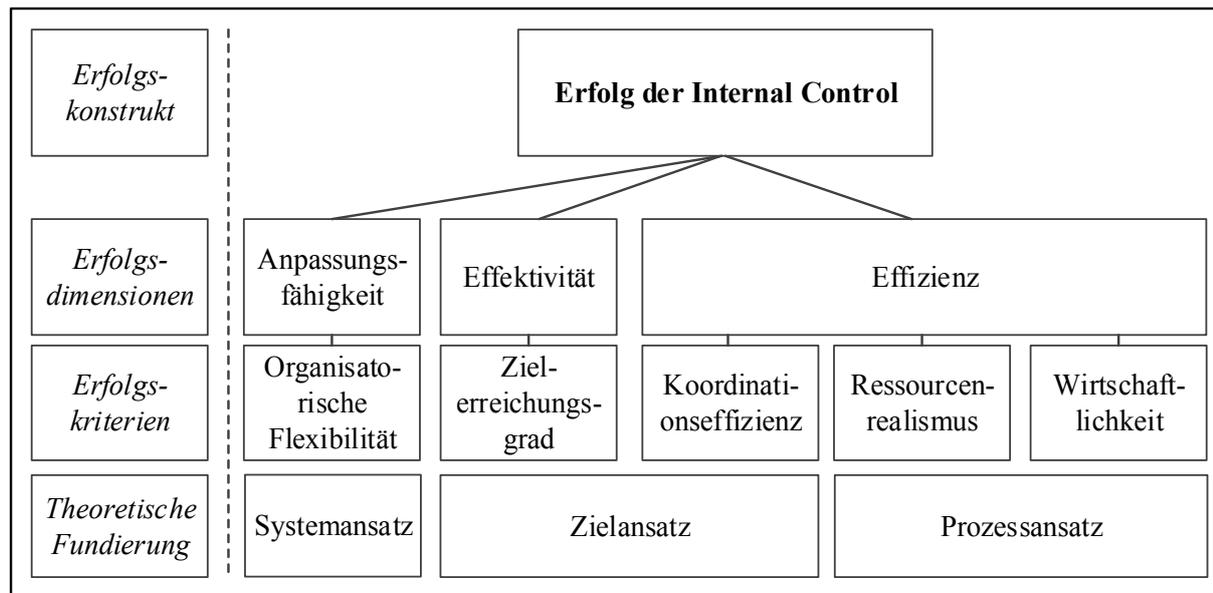 Erfolgs-
konstrukt
Erfolg der Internal Control
Erfolgs-
dimensionen
Anpassungs-
fähigkeit
Effektivität
Effizienz
Erfolgs-
kriterien
Organisato-
rische
Flexibilität
Ziel-
erreichungs-
grad
Koordinati-
onseffizienz
Ressourcen-
realismus
Wirtschaft-
lichkeit
Theoretische
Fundierung
Systemansatz
Zielansatz
Prozessansatz